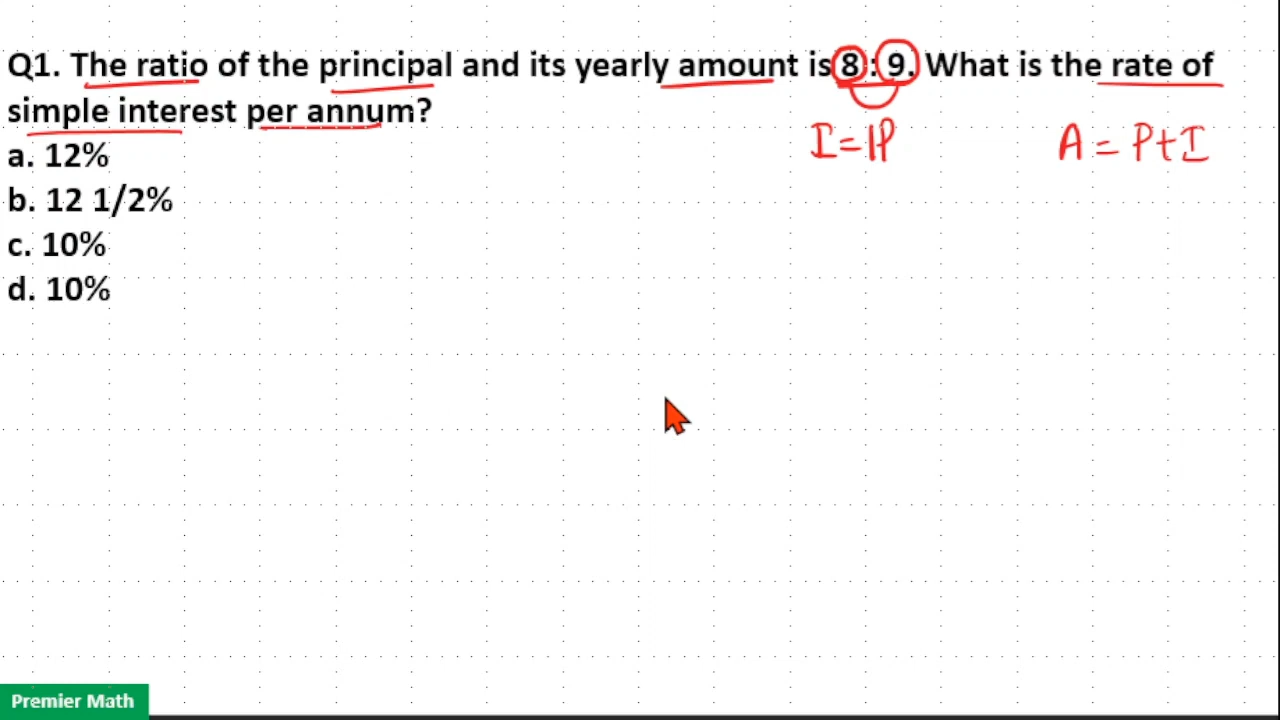 Q1. The ratio of the principal and its yearly amount is 8 : 9. What is the rate of
simple interest per annum?
I = 1P A = P + I
a. 12%
b. 12 1/2%
c. 10%
d. 10%
Premier Math